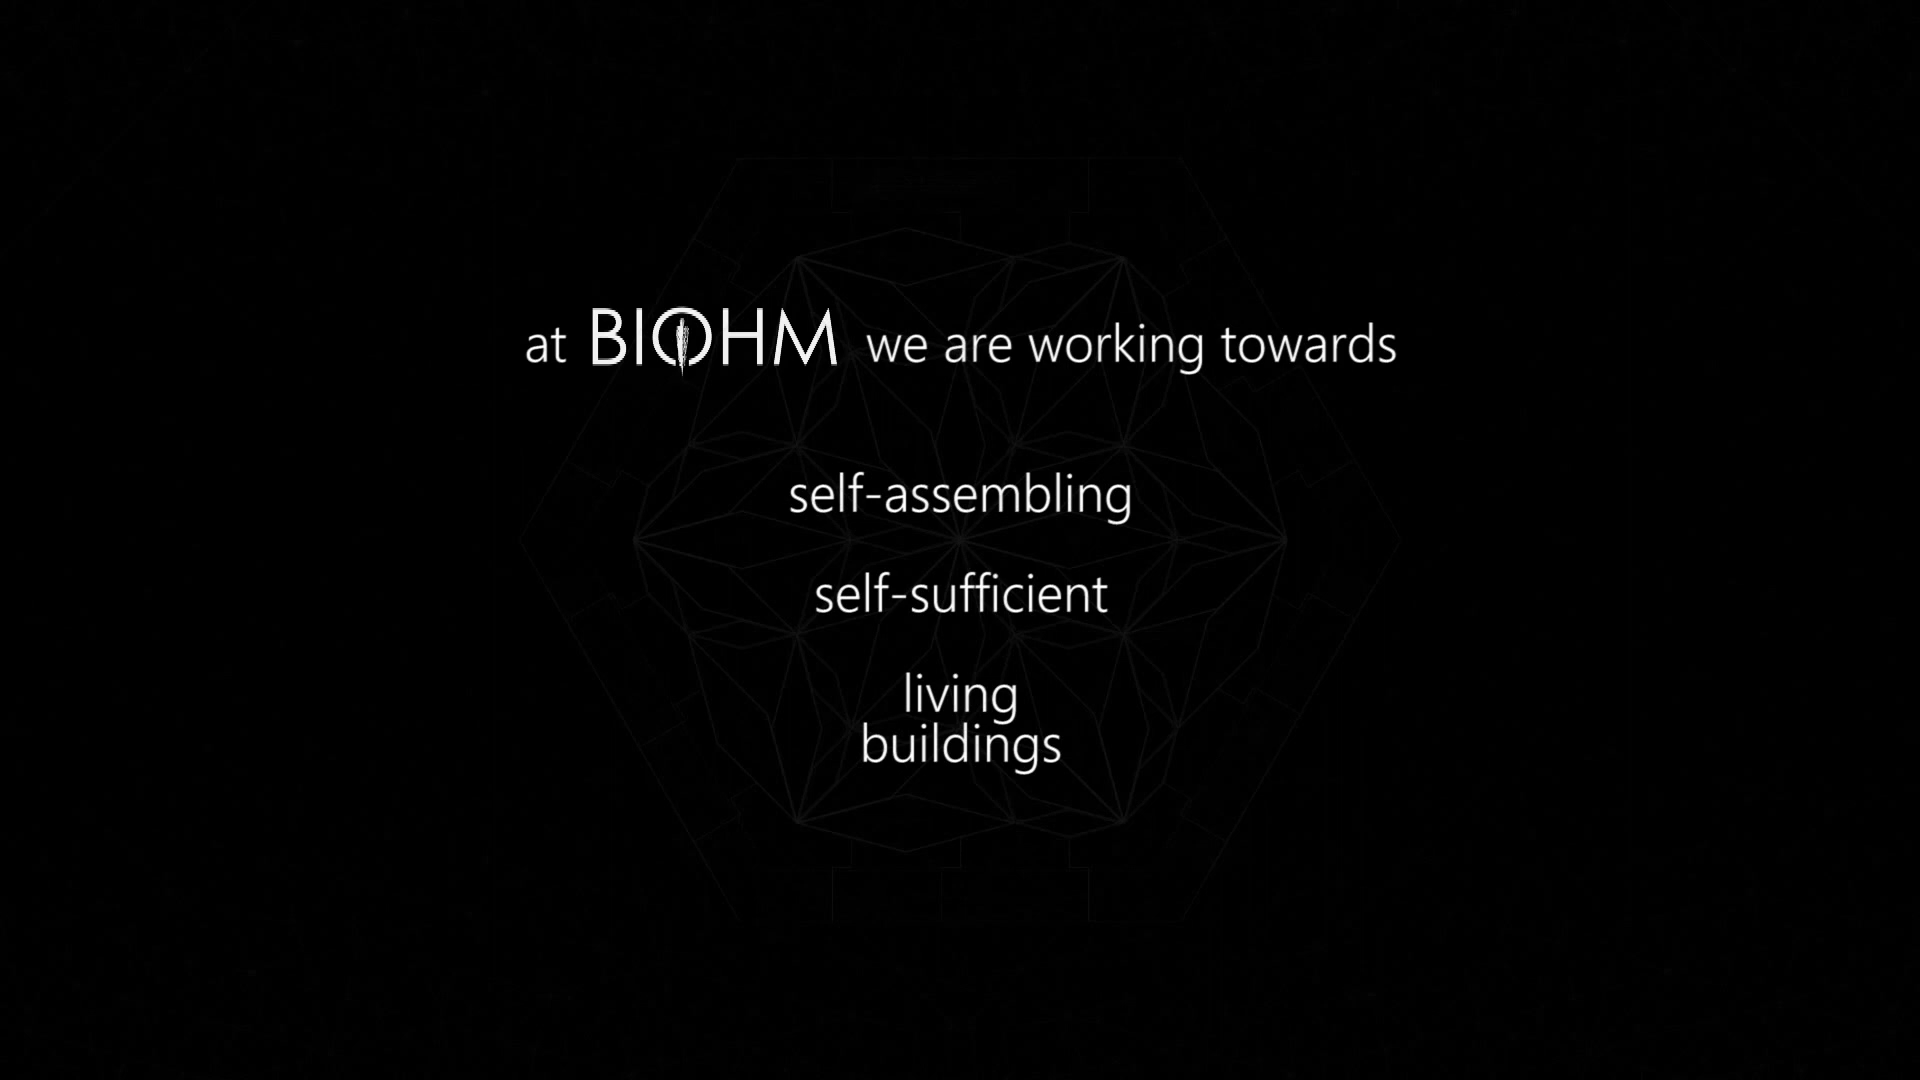 at BIOHM we are working towards
self-assembling
self-sufficient
living
buildings